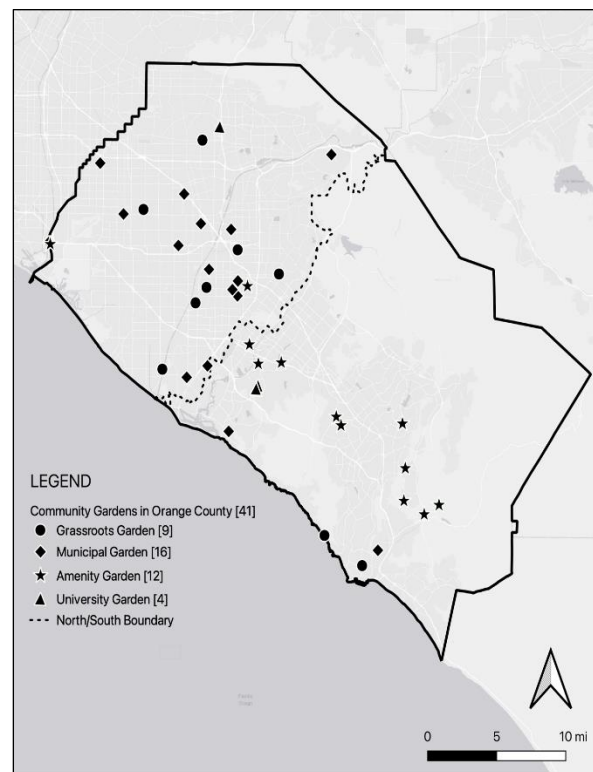 LEGEND
Community Gardens in Orange County [41]
Grassroots Garden [9]
Municipal Garden [16]
Amenity Garden [12]
University Garden [4]
North/South Boundary
0 5 10 mi